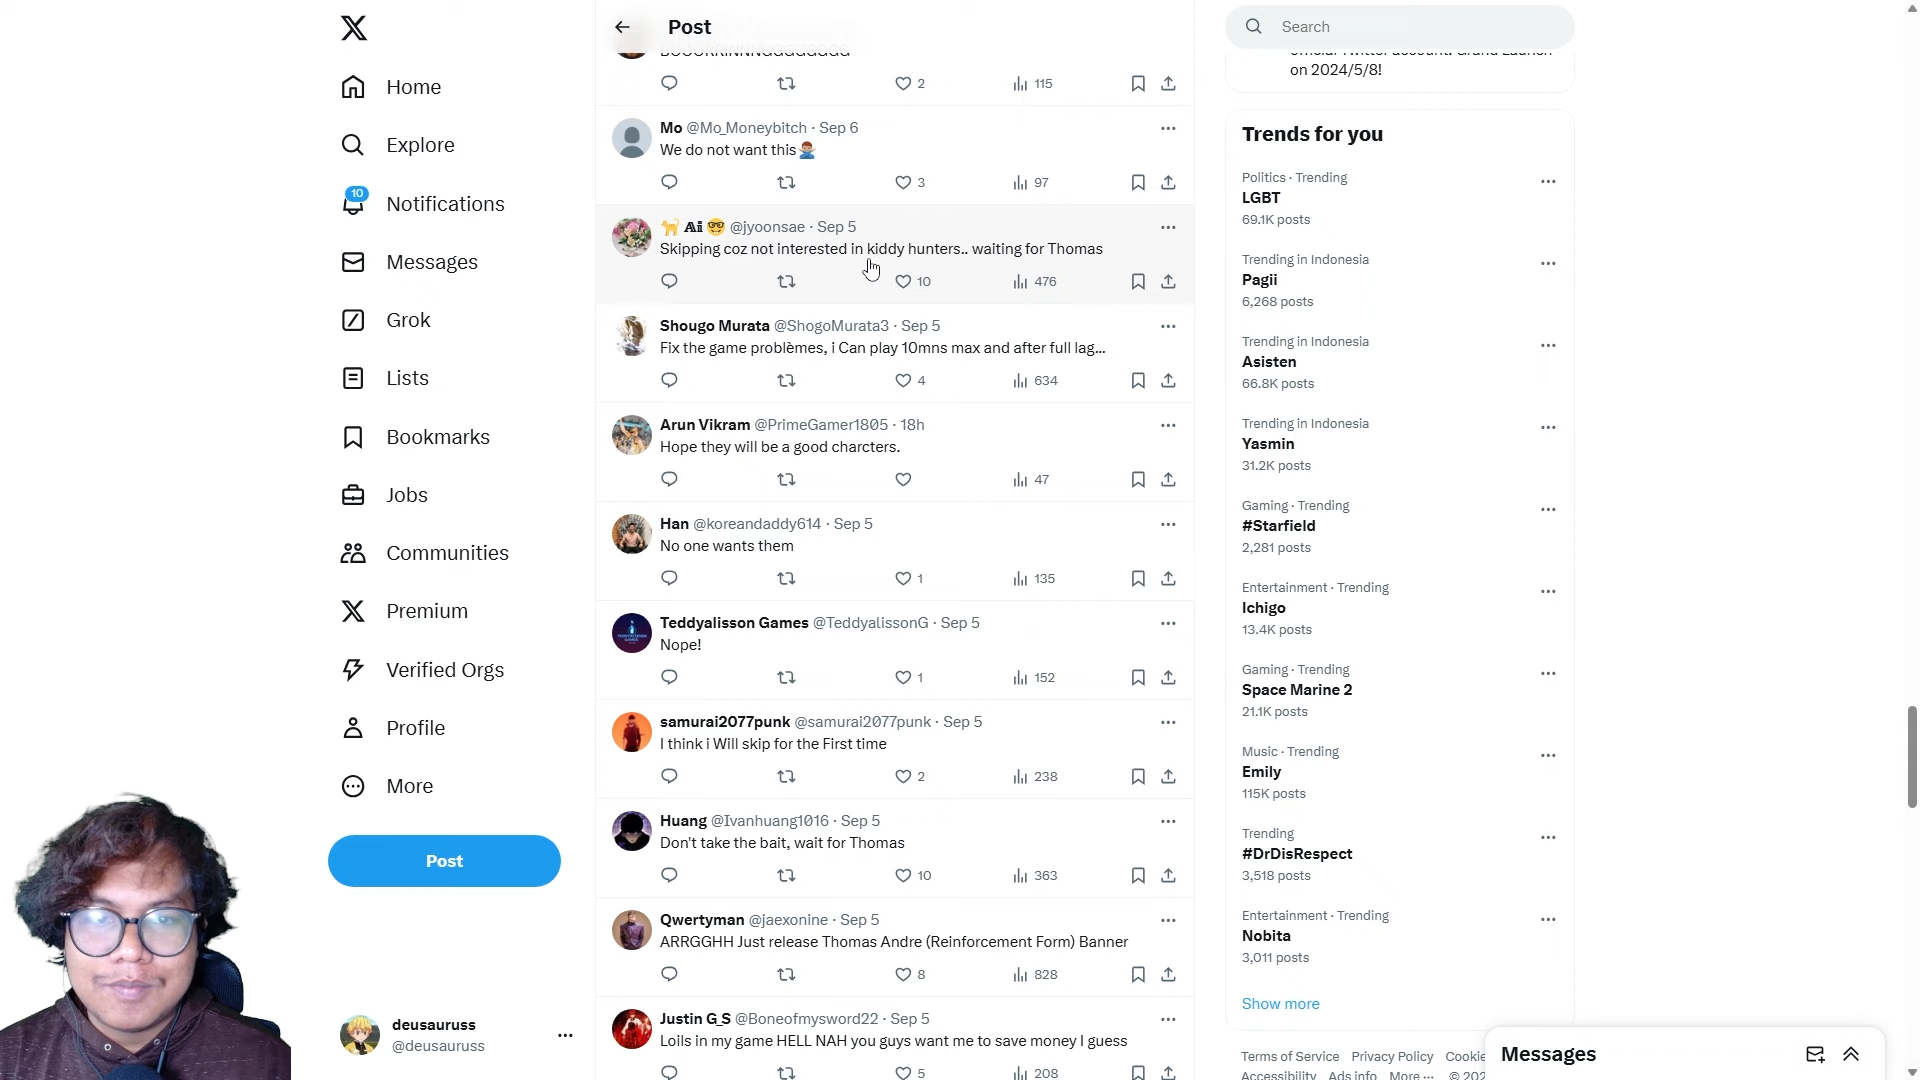 Home
Explore
10
Notifications
Messages
Grok
Lists
Bookmarks
Jobs
Communities
Premium
Verified Orgs
Profile
More
Post
deusauruss
@deusauruss
Post
2
115
Mo @Mo_Moneybitch · Sep 6
We do not want this🙅🏽‍♂️
3
97
🐈 𝔸𝕚 🤓 @jyoonsae · Sep 5
Skipping coz not interested in kiddy hunters.. waiting for Thomas
10
476
Shougo Murata @ShogoMurata3 · Sep 5
Fix the game problèmes, i Can play 10mns max and after full lag...
4
634
Arun Vikram @PrimeGamer1805 · 18h
Hope they will be a good charcters.
47
Han @koreandaddy614 · Sep 5
No one wants them
1
135
Teddyalisson Games @TeddyalissonG · Sep 5
Nope!
1
152
samurai2077punk @samurai2077punk · Sep 5
I think i Will skip for the First time
2
238
Huang @Ivanhuang1016 · Sep 5
Don't take the bait, wait for Thomas
10
363
Qwertyman @jaexonine · Sep 5
ARRGGHH Just release Thomas Andre (Reinforcement Form) Banner
8
828
Justin G_S @Boneofmysword22 · Sep 5
Loils in my game HELL NAH you guys want me to save money I guess
5
208
Search
official Twitter account! Grand Launch
on 2024/5/8!
Trends for you
Politics · Trending
LGBT
69.1K posts
Trending in Indonesia
Pagii
6,268 posts
Trending in Indonesia
Asisten
66.8K posts
Trending in Indonesia
Yasmin
31.2K posts
Gaming · Trending
#Starfield
2,281 posts
Entertainment · Trending
Ichigo
13.4K posts
Gaming · Trending
Space Marine 2
21.1K posts
Music · Trending
Emily
115K posts
Trending
#DrDisRespect
3,518 posts
Entertainment · Trending
Nobita
3,011 posts
Show more
Terms of Service Privacy Policy Cookie
Accessibility Ads info More ··· © 202
Messages